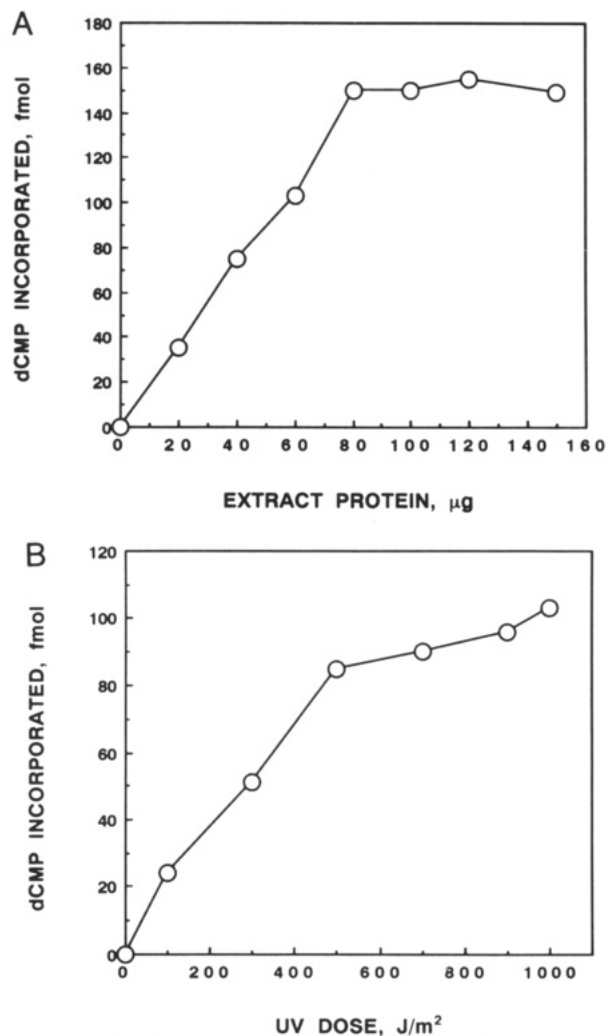 A
180
160
140
120
100
80
60
40
20
0
dCMP INCORPORATED, fmol
0 20 40 60 80 100 120 140 160
EXTRACT PROTEIN, µg
B
120
100
80
60
40
20
0
dCMP INCORPORATED, fmol
0 200 400 600 800 1000
UV DOSE, J/m²